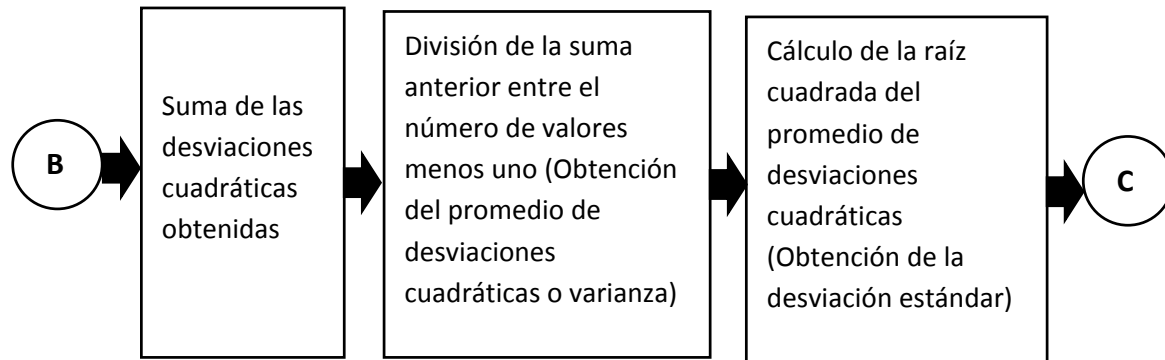 B
Suma de las
desviaciones
cuadráticas
obtenidas
División de la suma
anterior entre el
número de valores
menos uno (Obtención
del promedio de
desviaciones
cuadráticas o varianza)
Cálculo de la raíz
cuadrada del
promedio de
desviaciones
cuadráticas
(Obtención de la
desviación estándar)
C